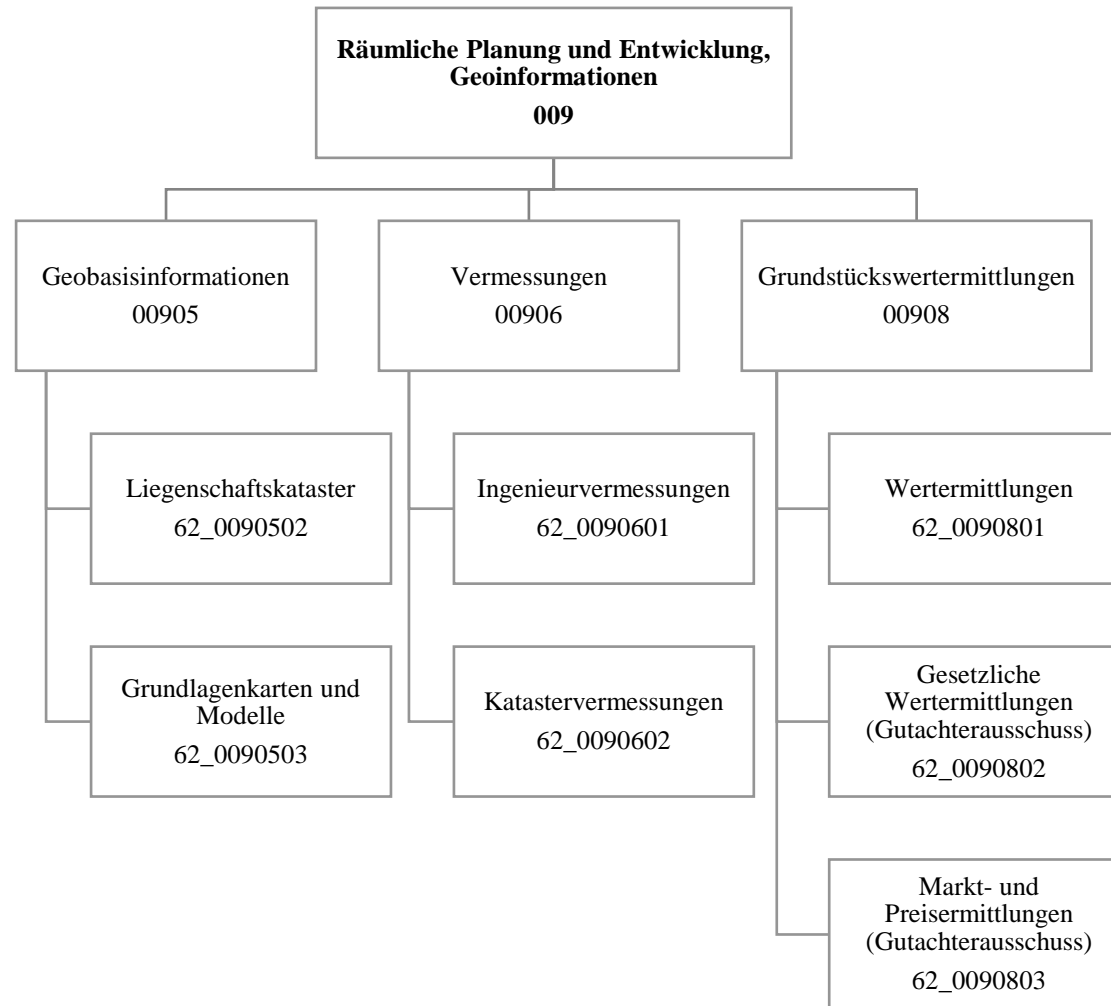 Räumliche Planung und Entwicklung,
Geoinformationen
009
Geobasisinformationen
00905
Vermessungen
00906
Grundstückswertermittlungen
00908
Liegenschaftskataster
62_0090502
Ingenieurvermessungen
62_0090601
Wertermittlungen
62_0090801
Grundlagenkarten und
Modelle
62_0090503
Katastervermessungen
62_0090602
Gesetzliche
Wertermittlungen
(Gutachterausschuss)
62_0090802
Markt- und
Preisermittlungen
(Gutachterausschuss)
62_0090803